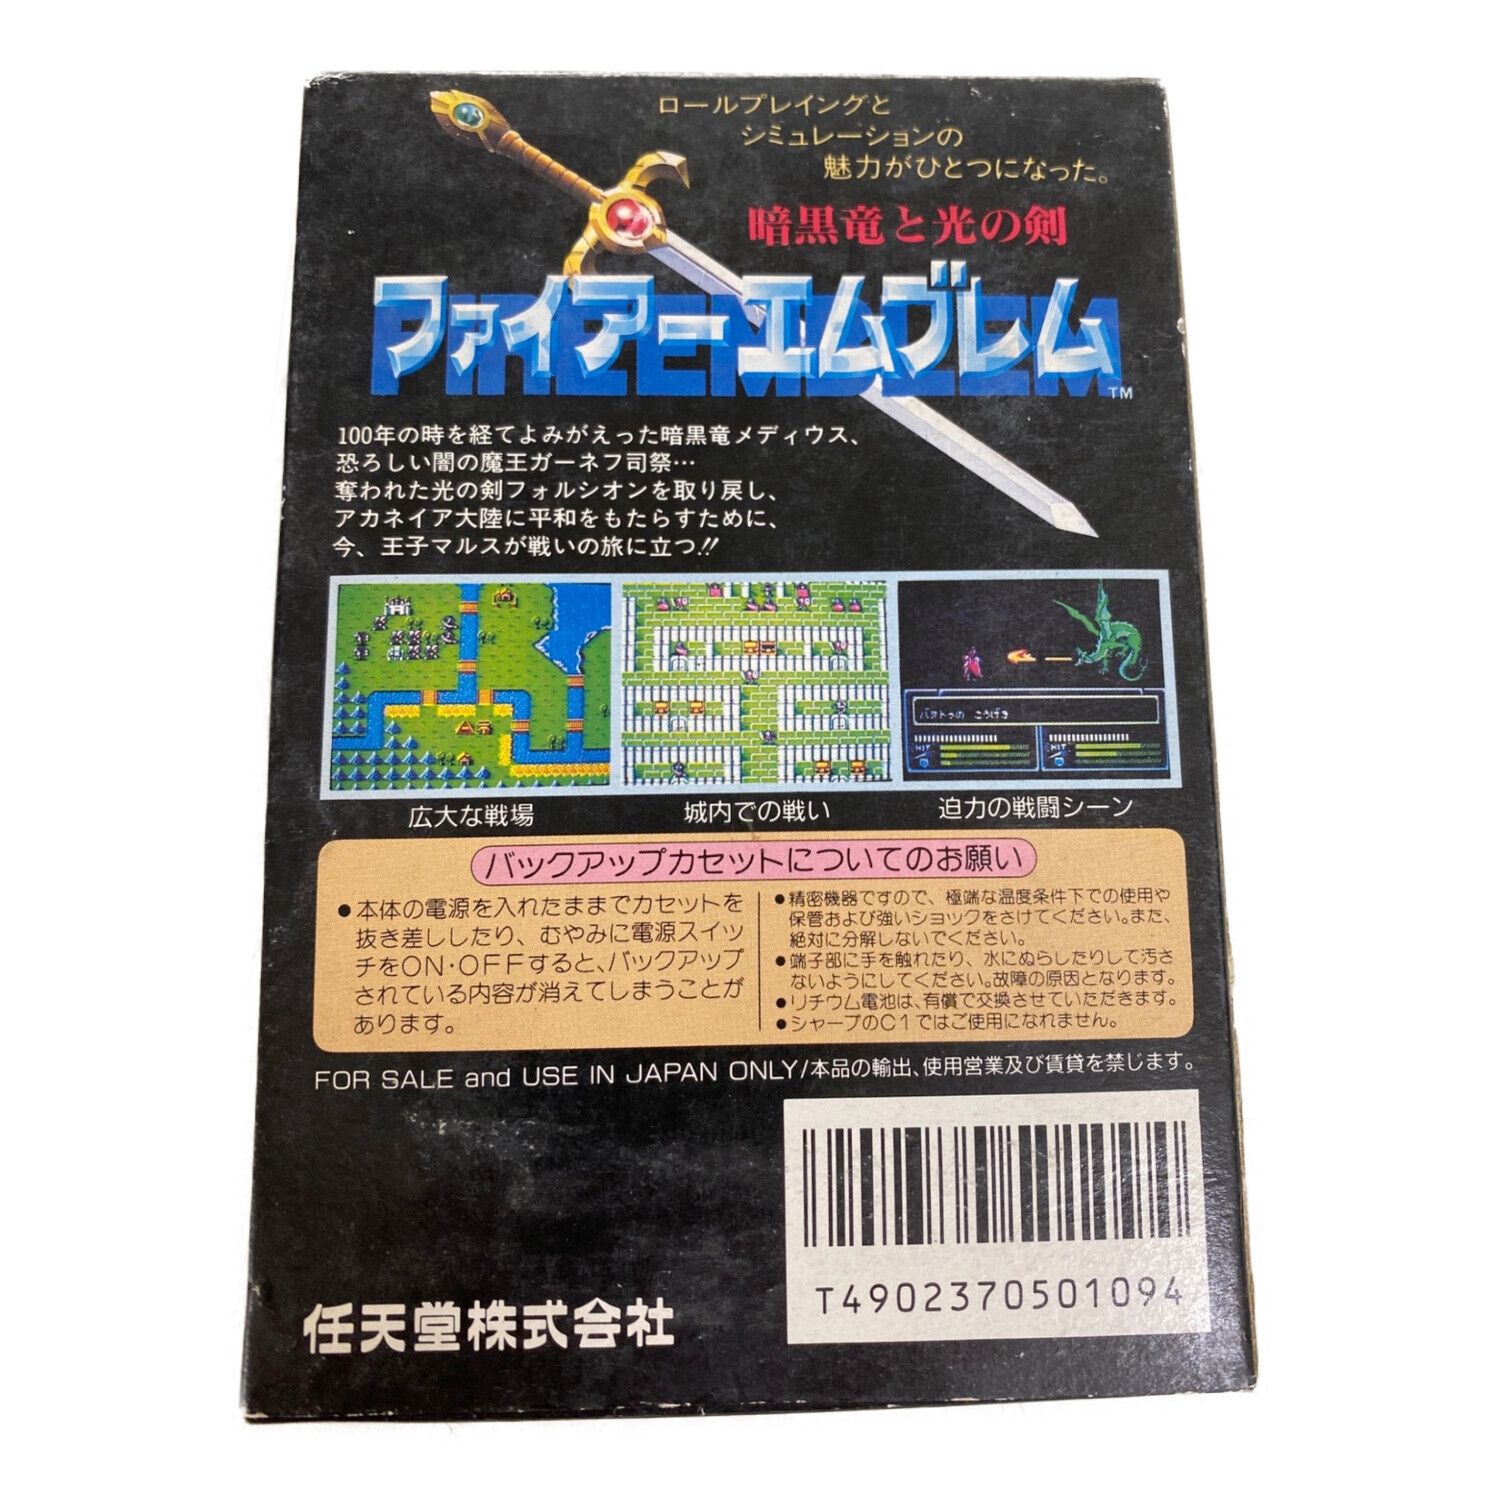 ロールプレイングと
シミュレーションの
魅力がひとつになった。
暗黒竜と光の剣
ファイアーエムブレム
FIRE EMBLEM
TM
100年の時を経てよみがえった暗黒竜メディウス、
恐ろしい闇の魔王ガーネフ司祭…
奪われた光の剣フォルシオンを取り戻し、
アカネイア大陸に平和をもたらすために、
今、王子マルスが戦いの旅に立つ!!
バヌトゥの こうげき
HIT HIT
広大な戦場 城内での戦い 迫力の戦闘シーン
バックアップカセットについてのお願い
●本体の電源を入れたままでカセットを
抜き差ししたり、むやみに電源スイッ
チをON・OFFすると、バックアップ
されている内容が消えてしまうことが
あります。
●精密機器ですので、極端な温度条件下での使用や
保管および強いショックをさけてください。また、
絶対に分解しないでください。
●端子部に手を触れたり、水にぬらしたりして汚さ
ないようにしてください。故障の原因となります。
●リチウム電池は、有償で交換させていただきます。
●シャープのC1ではご使用になれません。
FOR SALE and USE IN JAPAN ONLY/本品の輸出、使用営業及び賃貸を禁じます。
T4902370501094
任天堂株式会社